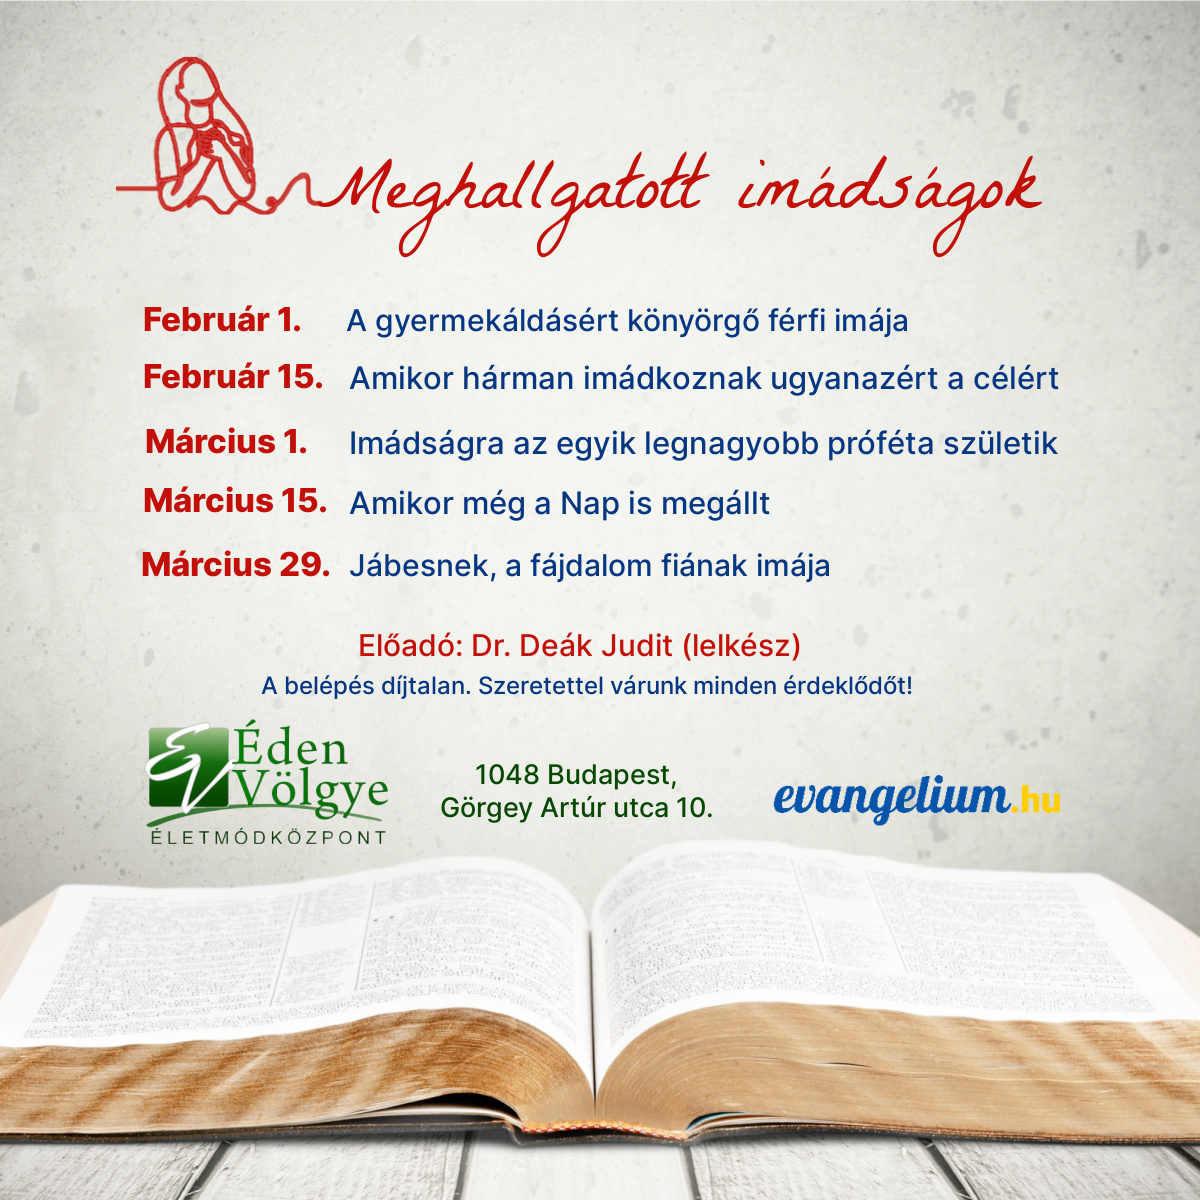 Meghallgatott imádságok
Február 1. A gyermekáldásért könyörgő férfi imája
Február 15. Amikor hárman imádkoznak ugyanazért a célért
Március 1. Imádságra az egyik legnagyobb próféta születik
Március 15. Amikor még a Nap is megállt
Március 29. Jábesnek, a fájdalom fiának imája
Előadó: Dr. Deák Judit (lelkész)
A belépés díjtalan. Szeretettel várunk minden érdeklődőt!
EV Éden
Völgye
ÉLETMÓDKÖZPONT
1048 Budapest,
Görgey Artúr utca 10.
evangelium.hu